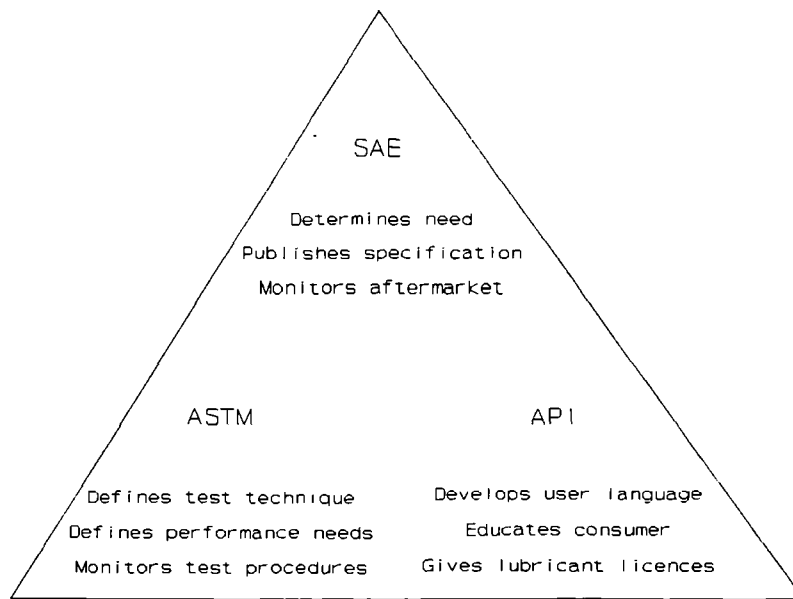 SAE
Determines need
Publishes specification
Monitors aftermarket
ASTM
Defines test technique
Defines performance needs
Monitors test procedures
API
Develops user language
Educates consumer
Gives lubricant licences